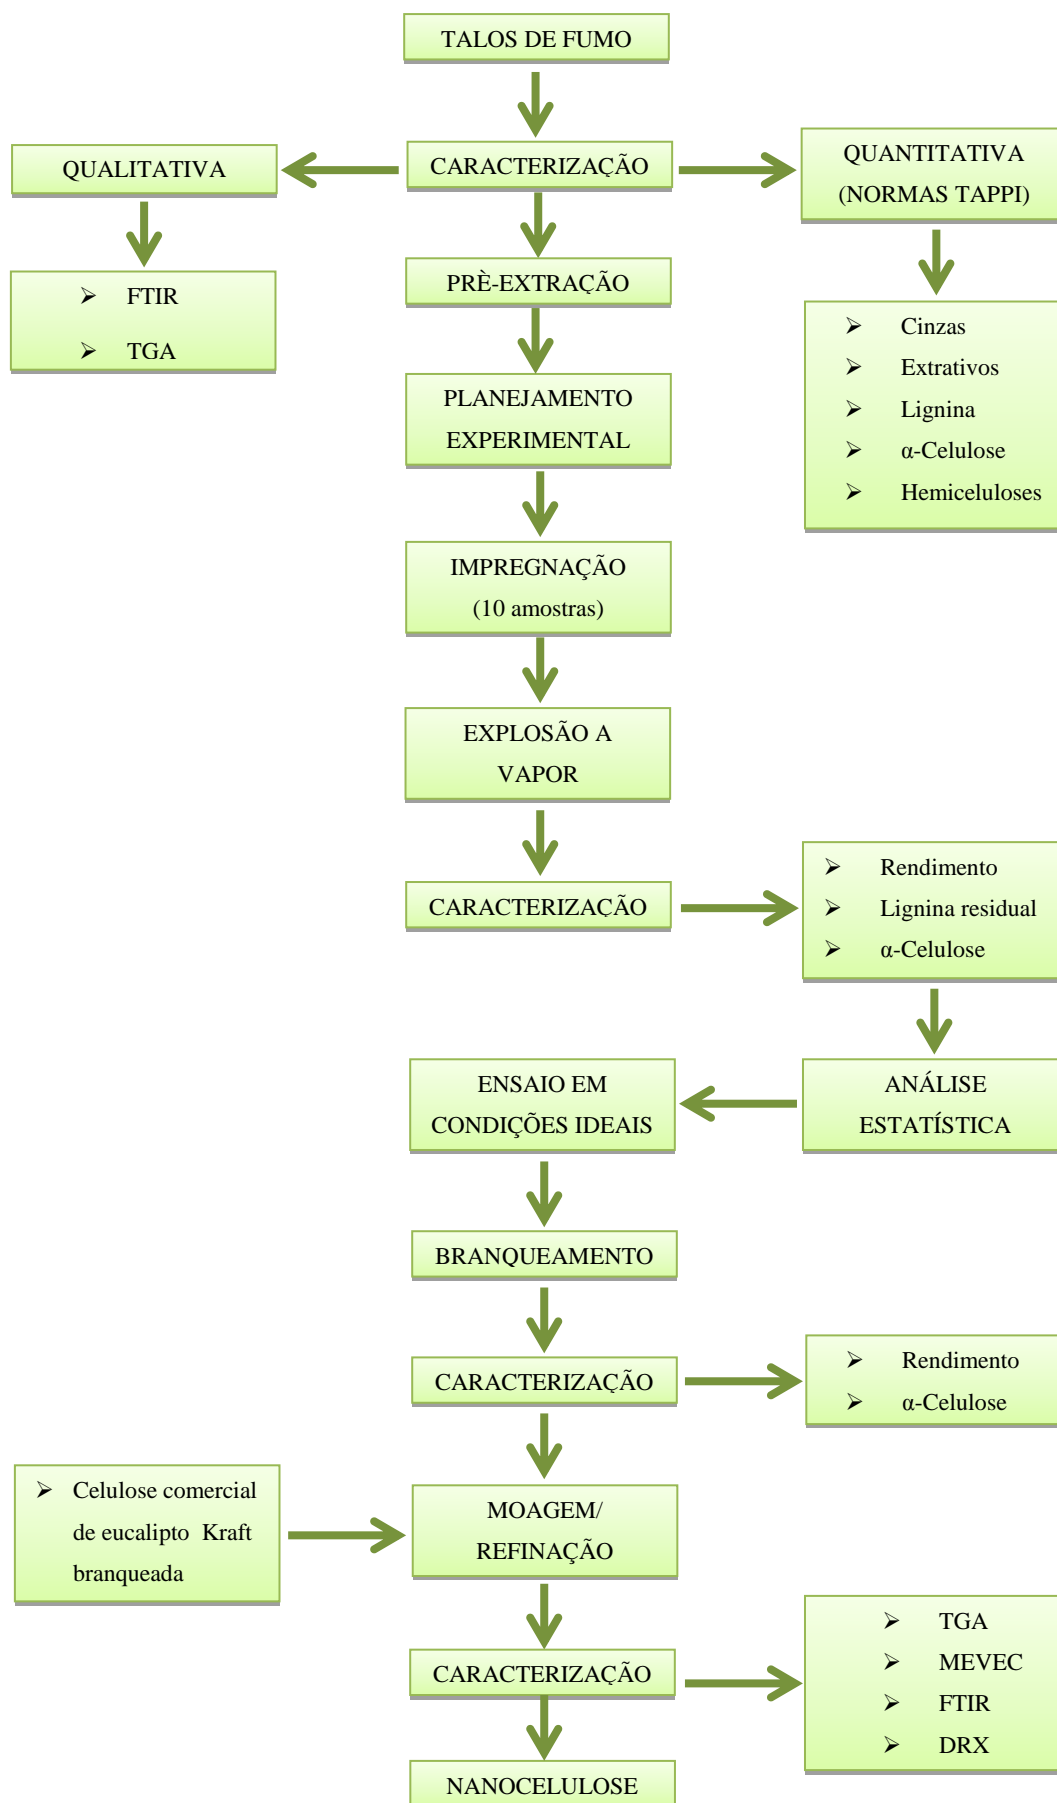 TALOS DE FUMO
QUALITATIVA
CARACTERIZAÇÃO
QUANTITATIVA
(NORMAS TAPPI)
➢ FTIR
➢ TGA
PRÈ-EXTRAÇÃO
➢ Cinzas
➢ Extrativos
➢ Lignina
➢ α-Celulose
➢ Hemiceluloses
PLANEJAMENTO
EXPERIMENTAL
IMPREGNAÇÃO
(10 amostras)
EXPLOSÃO A
VAPOR
CARACTERIZAÇÃO
➢ Rendimento
➢ Lignina residual
➢ α-Celulose
ANÁLISE
ESTATÍSTICA
ENSAIO EM
CONDIÇÕES IDEAIS
BRANQUEAMENTO
CARACTERIZAÇÃO
➢ Rendimento
➢ α-Celulose
➢ Celulose comercial
de eucalipto Kraft
branqueada
MOAGEM/
REFINAÇÃO
CARACTERIZAÇÃO
➢ TGA
➢ MEVEC
➢ FTIR
➢ DRX
NANOCELULOSE